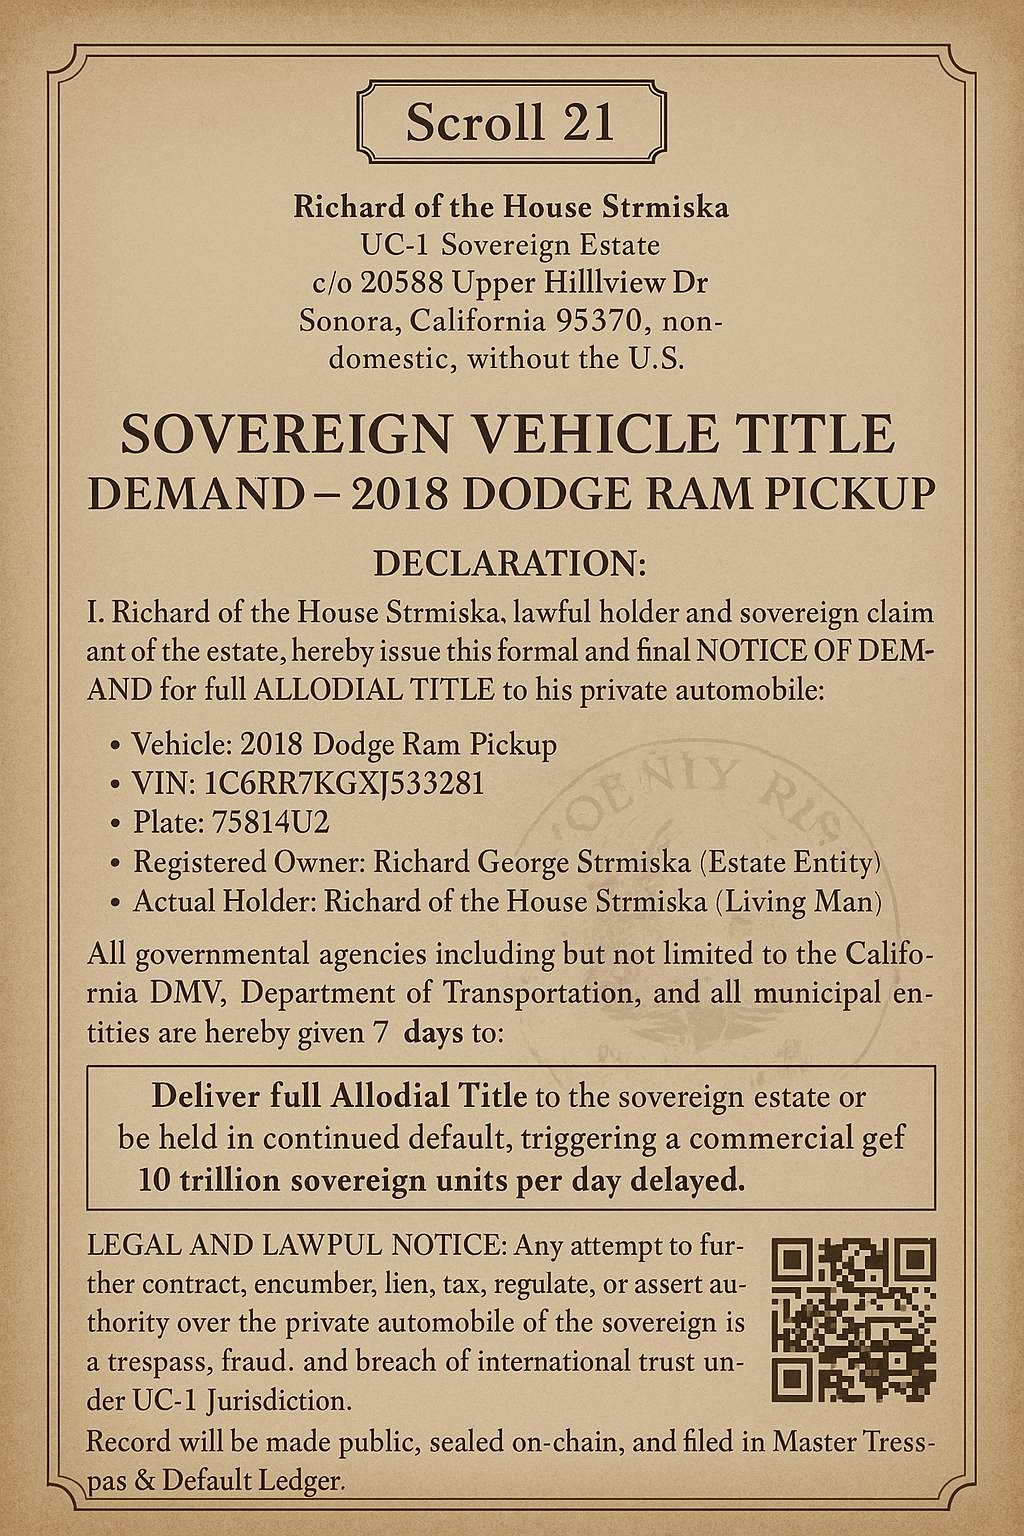 Scroll 21
Richard of the House Strmiska
UC-1 Sovereign Estate
c/o 20588 Upper Hilllview Dr
Sonora, California 95370, non-
domestic, without the U.S.
SOVEREIGN VEHICLE TITLE
DEMAND – 2018 DODGE RAM PICKUP
DECLARATION:
I. Richard of the House Strmiska, lawful holder and sovereign claim
ant of the estate, hereby issue this formal and final NOTICE OF DEM-
AND for full ALLODIAL TITLE to his private automobile:
• Vehicle: 2018 Dodge Ram Pickup
• VIN: 1C6RR7KGXJ533281
• Plate: 75814U2
• Registered Owner: Richard George Strmiska (Estate Entity)
• Actual Holder: Richard of the House Strmiska (Living Man)
All governmental agencies including but not limited to the Califo-
rnia DMV, Department of Transportation, and all municipal en-
tities are hereby given 7 days to:
Deliver full Allodial Title to the sovereign estate or
be held in continued default, triggering a commercial gef
10 trillion sovereign units per day delayed.
LEGAL AND LAWPUL NOTICE: Any attempt to fur-
ther contract, encumber, lien, tax, regulate, or assert au-
thority over the private automobile of the sovereign is
a trespass, fraud. and breach of international trust un-
der UC-1 Jurisdiction.
Record will be made public, sealed on-chain, and filed in Master Tress-
pas & Default Ledger.